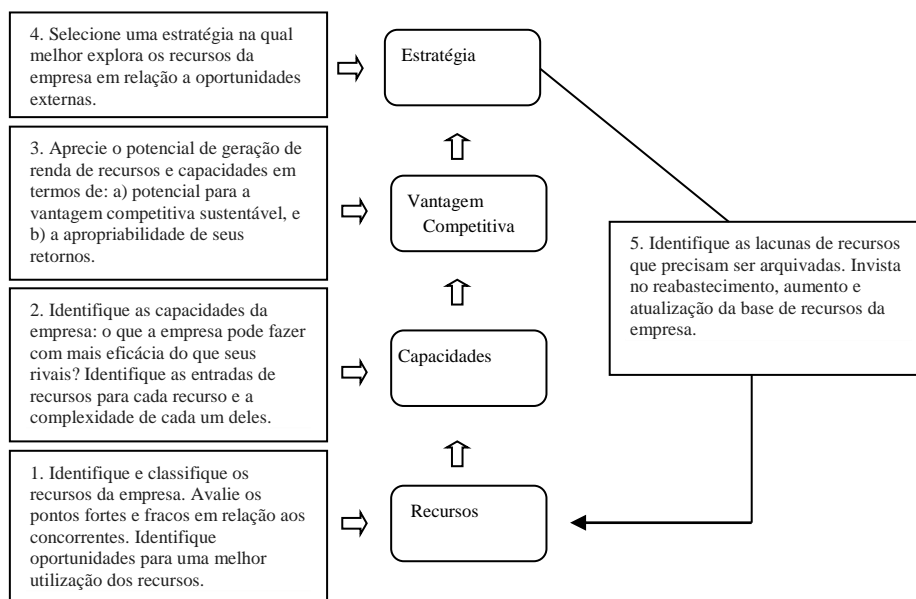 4. Selecione uma estratégia na qual
melhor explora os recursos da
empresa em relação a oportunidades
externas.
Estratégia
3. Aprecie o potencial de geração de
renda de recursos e capacidades em
termos de: a) potencial para a
vantagem competitiva sustentável, e
b) a apropriabilidade de seus
retornos.
Vantagem
Competitiva
5. Identifique as lacunas de recursos
que precisam ser arquivadas. Invista
no reabastecimento, aumento e
atualização da base de recursos da
empresa.
2. Identifique as capacidades da
empresa: o que a empresa pode fazer
com mais eficácia do que seus
rivais? Identifique as entradas de
recursos para cada recurso e a
complexidade de cada um deles.
Capacidades
1. Identifique e classifique os
recursos da empresa. Avalie os
pontos fortes e fracos em relação aos
concorrentes. Identifique
oportunidades para uma melhor
utilização dos recursos.
Recursos